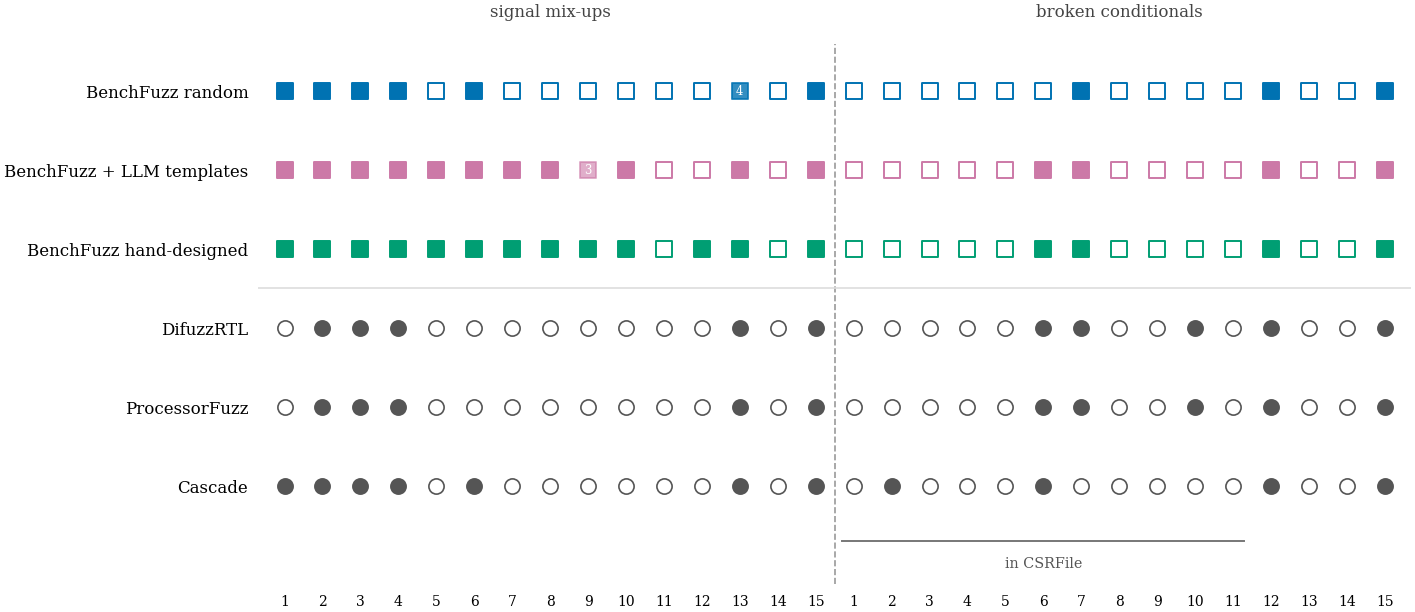 signal mix-ups broken conditionals
BenchFuzz random 4
BenchFuzz + LLM templates 3
BenchFuzz hand-designed
DifuzzRTL
ProcessorFuzz
Cascade
in CSRFile
1 2 3 4 5 6 7 8 9 10 11 12 13 14 15 1 2 3 4 5 6 7 8 9 10 11 12 13 14 15